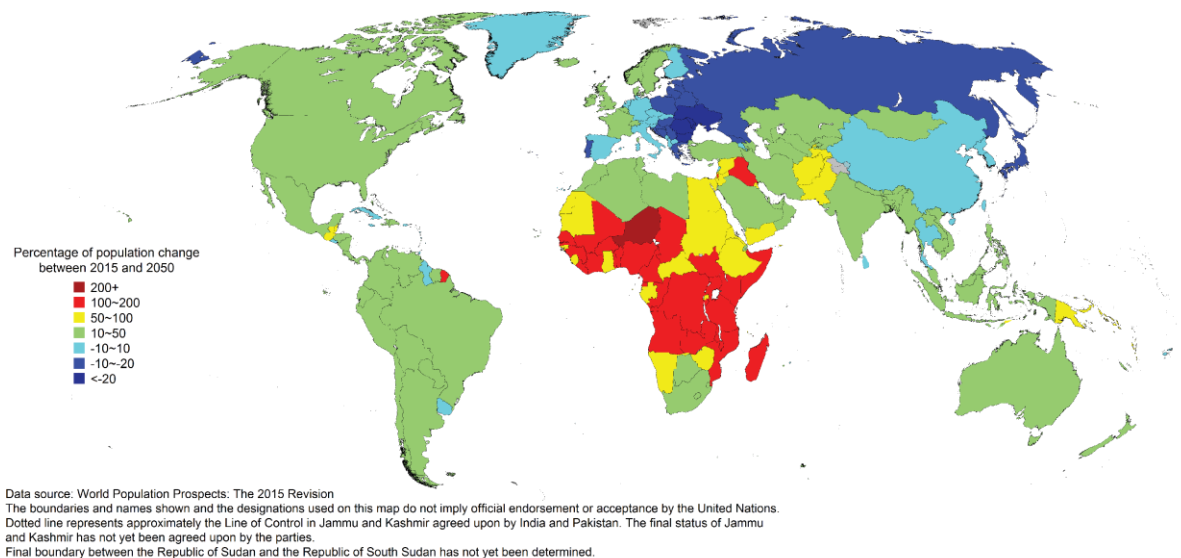 Percentage of population change
between 2015 and 2050
200+
100~200
50~100
10~50
-10~10
-10~-20
<-20
Data source: World Population Prospects: The 2015 Revision
The boundaries and names shown and the designations used on this map do not imply official endorsement or acceptance by the United Nations.
Dotted line represents approximately the Line of Control in Jammu and Kashmir agreed upon by India and Pakistan. The final status of Jammu
and Kashmir has not yet been agreed upon by the parties.
Final boundary between the Republic of Sudan and the Republic of South Sudan has not yet been determined.